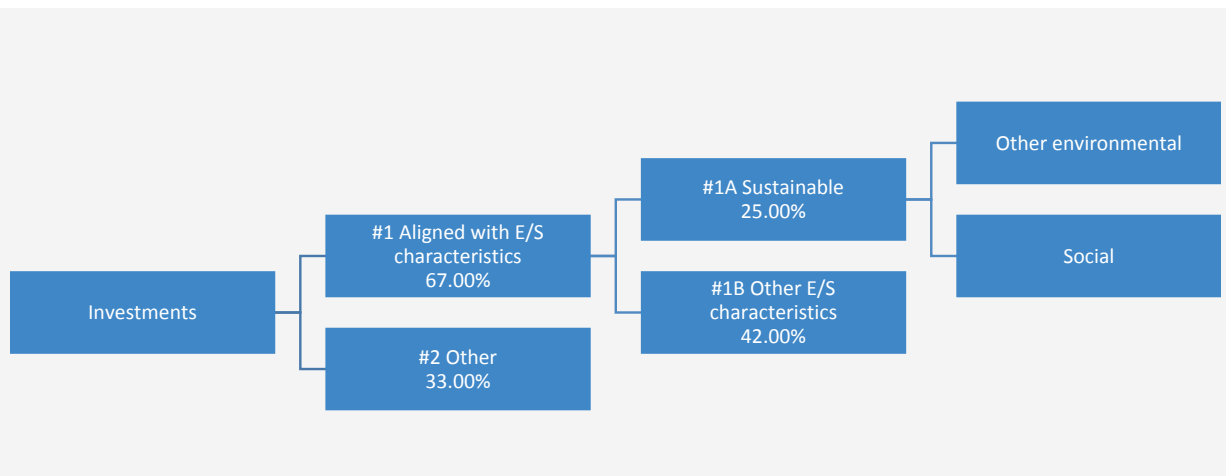 Investments
#1 Aligned with E/S
characteristics
67.00%
#2 Other
33.00%
#1A Sustainable
25.00%
#1B Other E/S
characteristics
42.00%
Other environmental
Social